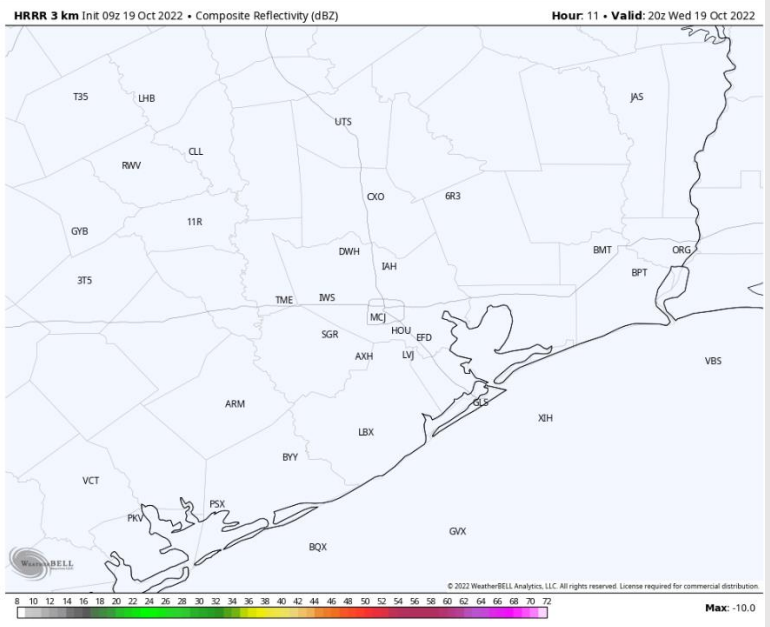 HRRR 3 km Init 09z 19 Oct 2022 • Composite Reflectivity (dBZ) Hour: 11 • Valid: 20z Wed 19 Oct 2022
T35 LHB JAS
UTS
CLL
RWV
OXO 6R3
11R
GYB
DWH BMT ORG
IAH BPT
3T5
TME IWS
MCJ
SGR HOU EFD
AXH LVJ VBS
ARM GLS
XIH
LBX
BYY
VCT
PSX
PKV
GVX
BQX
WeatherBELL
© 2022 WeatherBELL Analytics, LLC. All rights reserved. License required for commercial distribution.
8 10 12 14 16 18 20 22 24 26 28 30 32 34 36 38 40 42 44 46 48 50 52 54 56 58 60 62 64 66 68 70 72 Max: -10.0